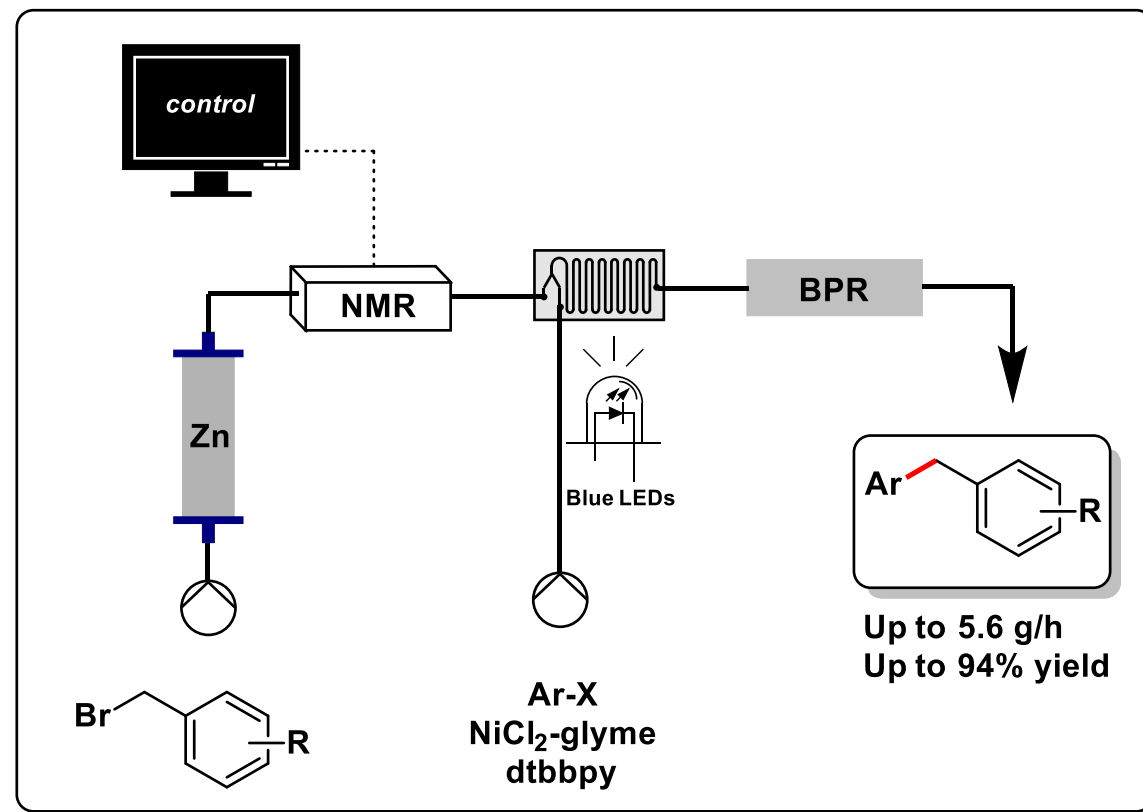 control
NMR
BPR
Zn
Blue LEDs
Ar
R
Up to 5.6 g/h
Up to 94% yield
Br
R
Ar-X
NiCl₂-glyme
dtbbpy